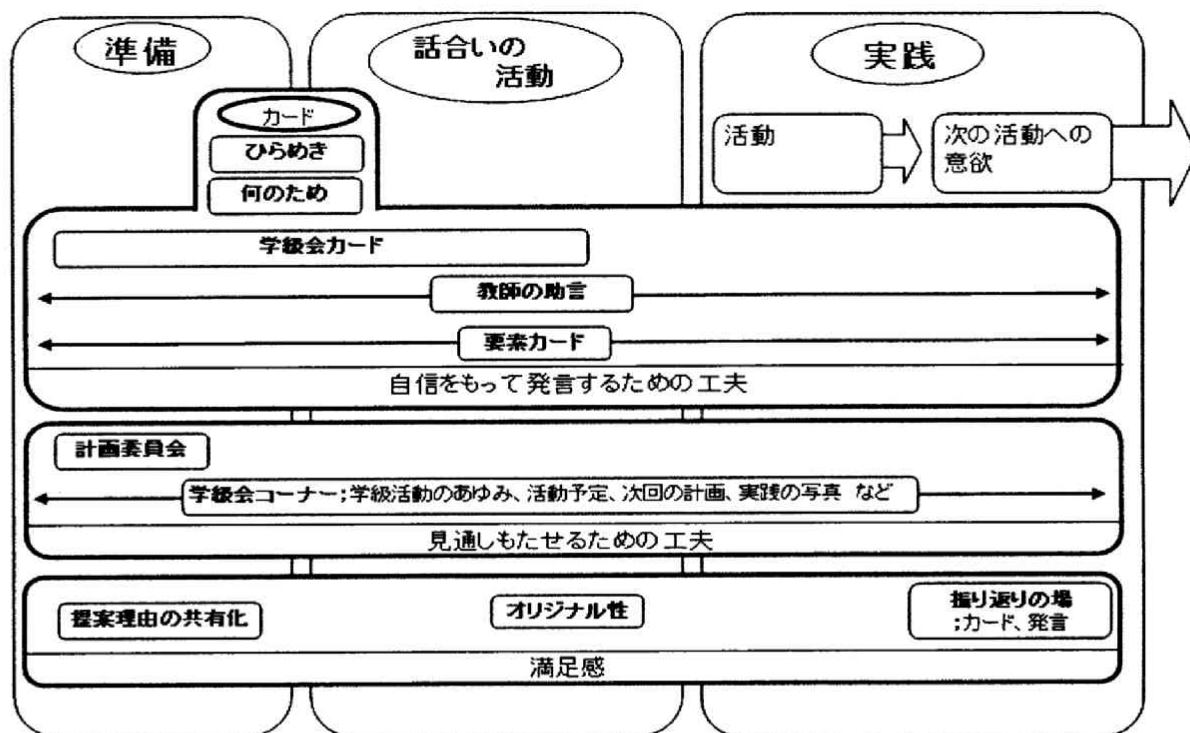 準備
話合いの
活動
実践
カード
ひらめき
何のため
活動
次の活動への
意欲
学級会カード
教師の助言
要素カード
自信をもって発言するための工夫
計画委員会
学級会コーナー;学級活動のあゆみ、活動予定、次回の計画、実践の写真 など
見通しもたせるための工夫
提案理由の共有化
オリジナル性
振り返りの場
;カード、発言
満足感